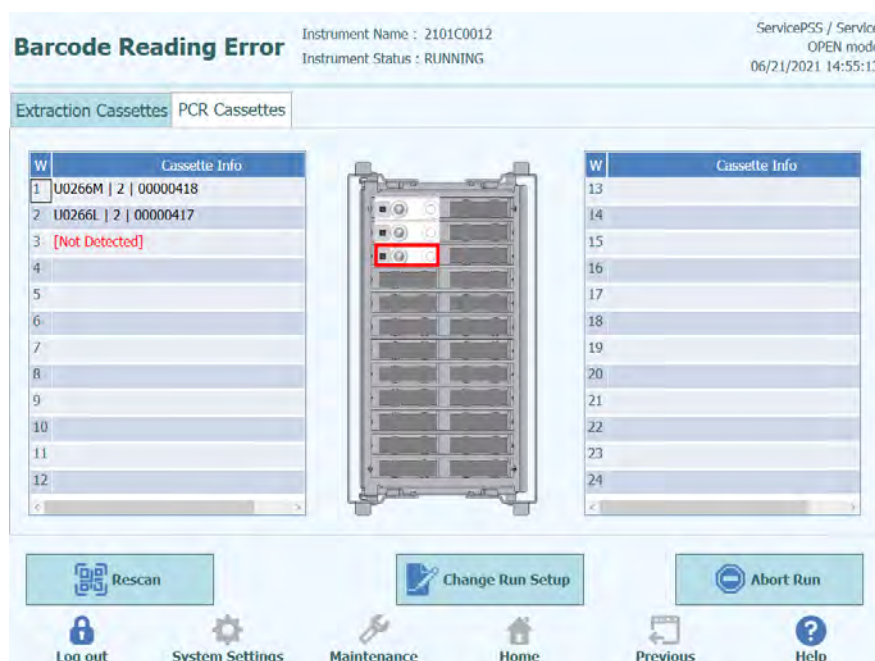 Barcode Reading Error
Instrument Name : 2101C0012
Instrument Status : RUNNING
ServicePSS / Service
OPEN mode
06/21/2021 14:55:13
Extraction Cassettes
PCR Cassettes
W Cassette Info
1 U0266M | 2 | 00000418
2 U0266L | 2 | 00000417
3 [Not Detected]
4
5
6
7
8
9
10
11
12
W Cassette Info
13
14
15
16
17
18
19
20
21
22
23
24
Rescan
Change Run Setup
Abort Run
Log out
System Settings
Maintenance
Home
Previous
Help